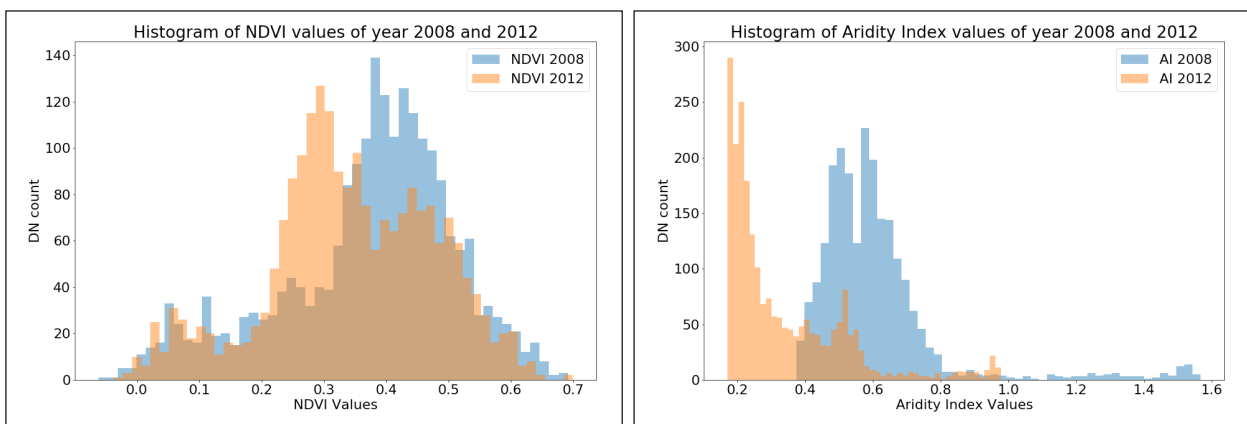 Histogram of NDVI values of year 2008 and 2012
NDVI 2008
NDVI 2012
DN count
140
120
100
80
60
40
20
0
0.0 0.1 0.2 0.3 0.4 0.5 0.6 0.7
NDVI Values
Histogram of Aridity Index values of year 2008 and 2012
AI 2008
AI 2012
DN count
300
250
200
150
100
50
0
0.2 0.4 0.6 0.8 1.0 1.2 1.4 1.6
Aridity Index Values